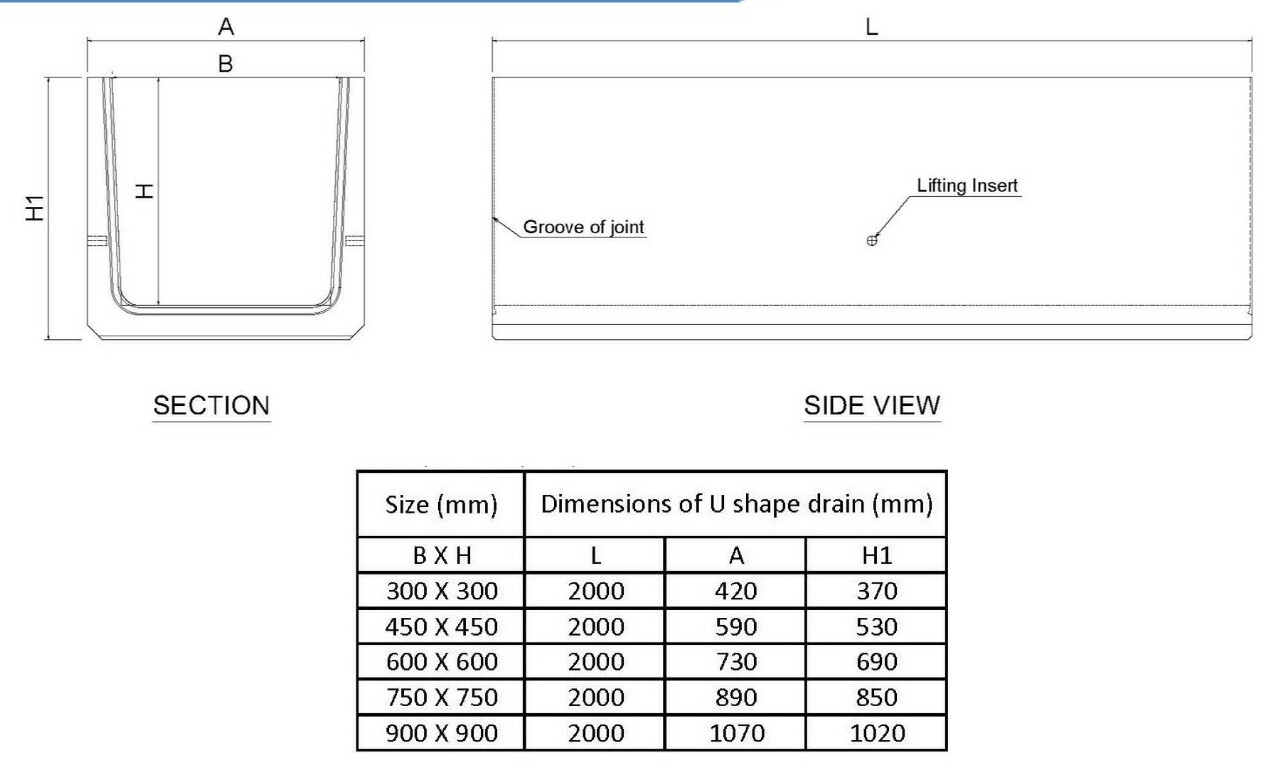 A
B
H
H1
L
Lifting Insert
Groove of joint
SECTION
SIDE VIEW
Size (mm) Dimensions of U shape drain (mm)
B X H L A H1
300 X 300 2000 420 370
450 X 450 2000 590 530
600 X 600 2000 730 690
750 X 750 2000 890 850
900 X 900 2000 1070 1020